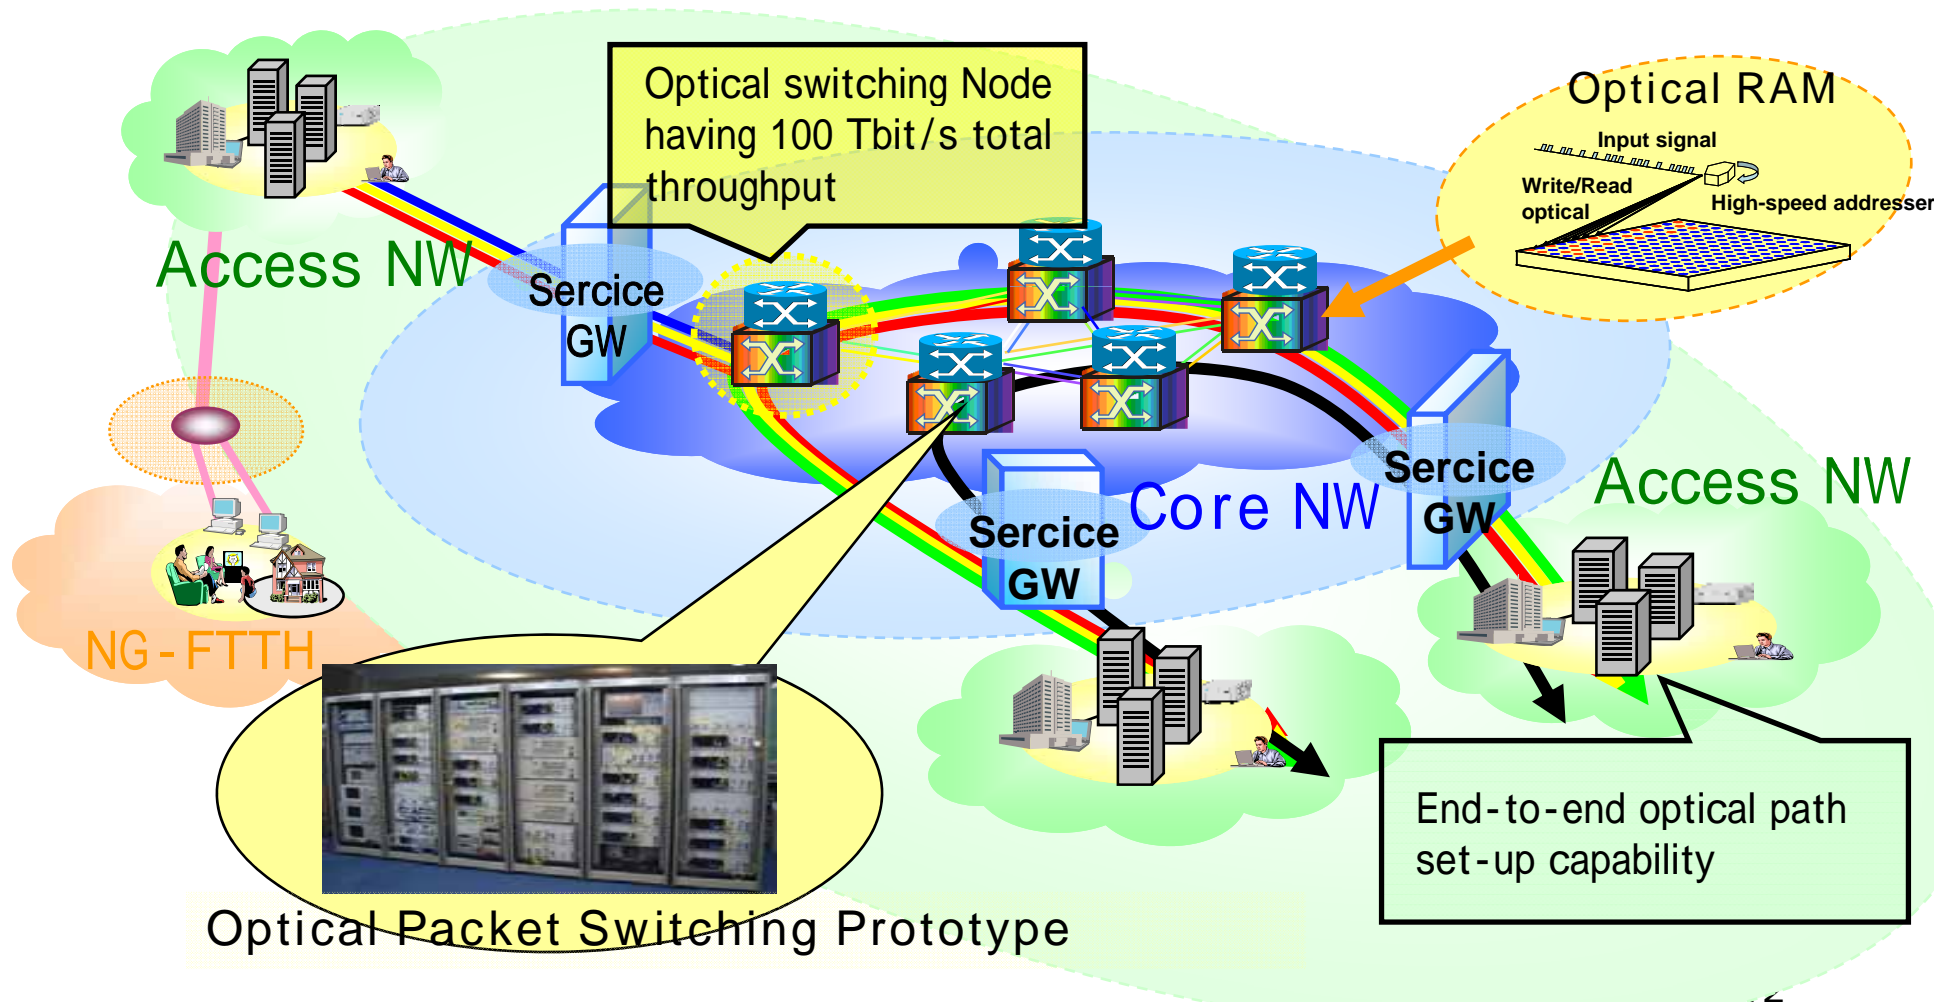 Optical switching Node
having 100 Tbit/s total
throughput
Optical RAM
Input signal
Write/Read
optical
High-speed addresser
Access NW
Sercice
GW
Sercice
GW
Access NW
Core NW
Sercice
GW
NG-FTTH
End-to-end optical path
set-up capability
Optical Packet Switching Prototype
2